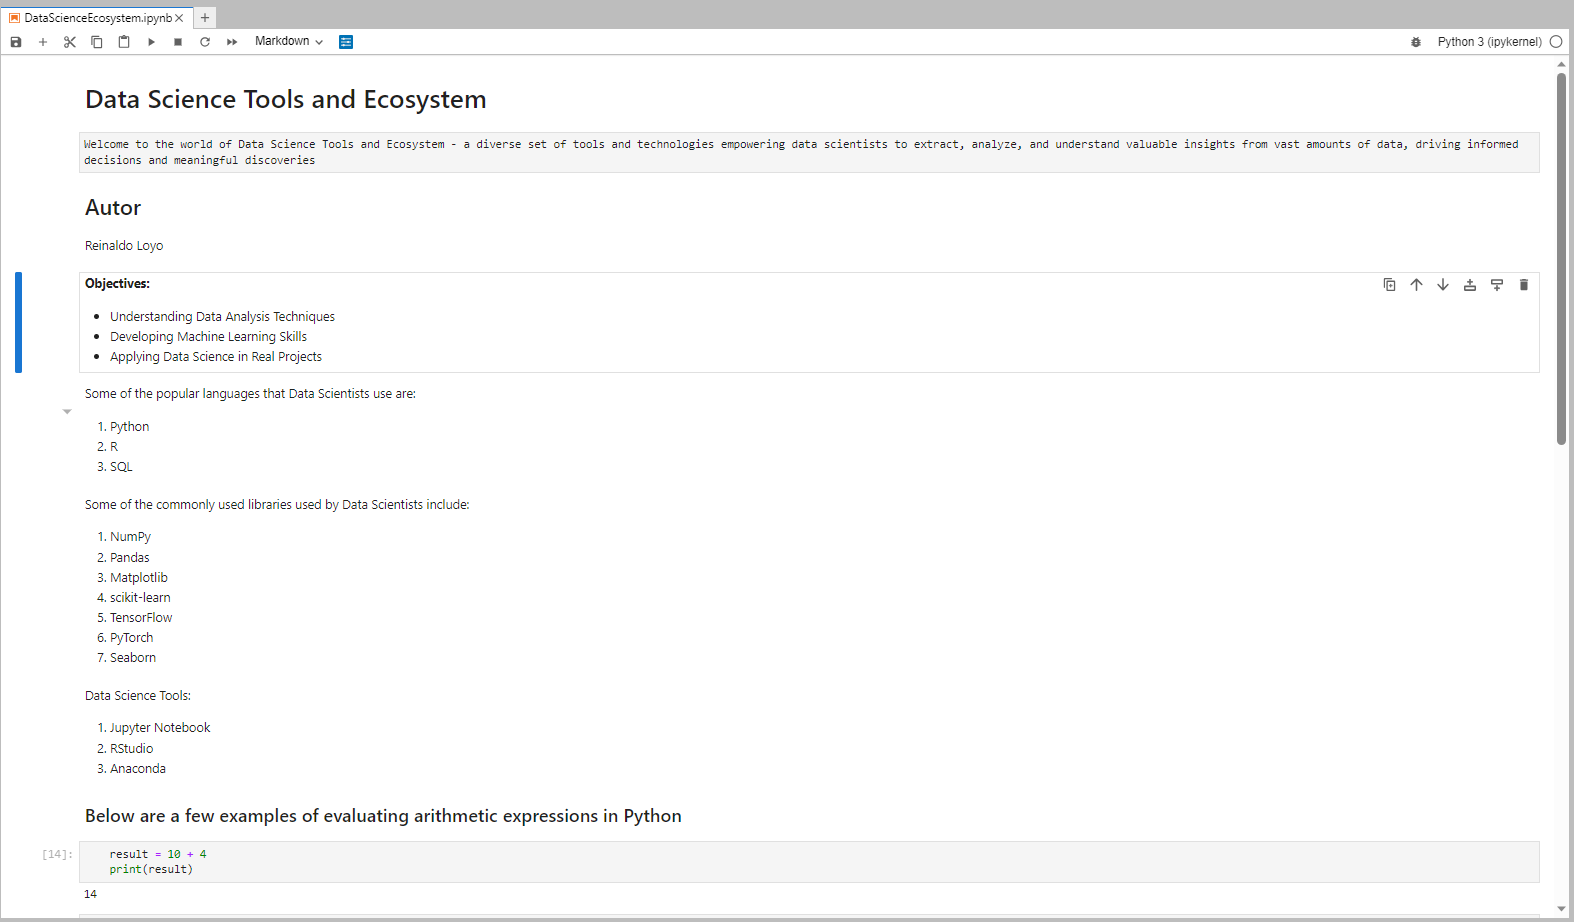 DataScienceEcosystem.ipynb
Markdown
Python 3 (ipykernel)
Data Science Tools and Ecosystem
Welcome to the world of Data Science Tools and Ecosystem - a diverse set of tools and technologies empowering data scientists to extract, analyze, and understand valuable insights from vast amounts of data, driving informed
decisions and meaningful discoveries
Autor
Reinaldo Loyo
Objectives:
• Understanding Data Analysis Techniques
• Developing Machine Learning Skills
• Applying Data Science in Real Projects
Some of the popular languages that Data Scientists use are:
1. Python
2. R
3. SQL
Some of the commonly used libraries used by Data Scientists include:
1. NumPy
2. Pandas
3. Matplotlib
4. scikit-learn
5. TensorFlow
6. PyTorch
7. Seaborn
Data Science Tools:
1. Jupyter Notebook
2. RStudio
3. Anaconda
Below are a few examples of evaluating arithmetic expressions in Python
[14]: result = 10 + 4
print(result)
14